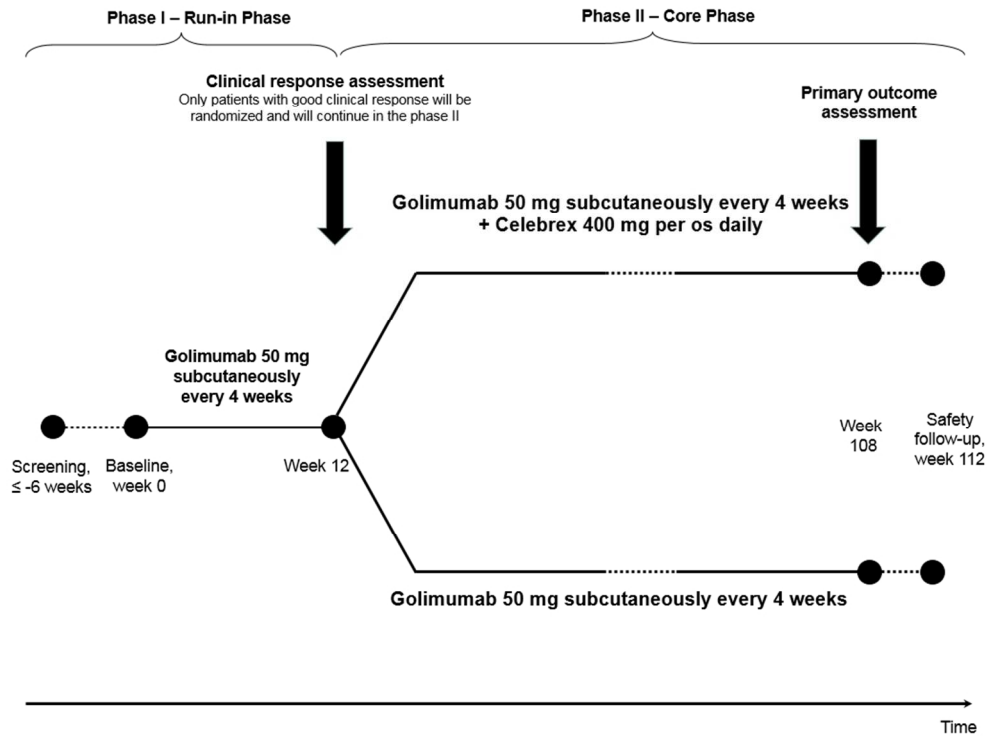 Phase I – Run-in Phase
Phase II – Core Phase
Clinical response assessment
Only patients with good clinical response will be
randomized and will continue in the phase II
Primary outcome
assessment
Golimumab 50 mg subcutaneously every 4 weeks
+ Celebrex 400 mg per os daily
Golimumab 50 mg
subcutaneously
every 4 weeks
Screening,
≤ -6 weeks
Baseline,
week 0
Week 12
Week
108
Safety
follow-up,
week 112
Golimumab 50 mg subcutaneously every 4 weeks
Time